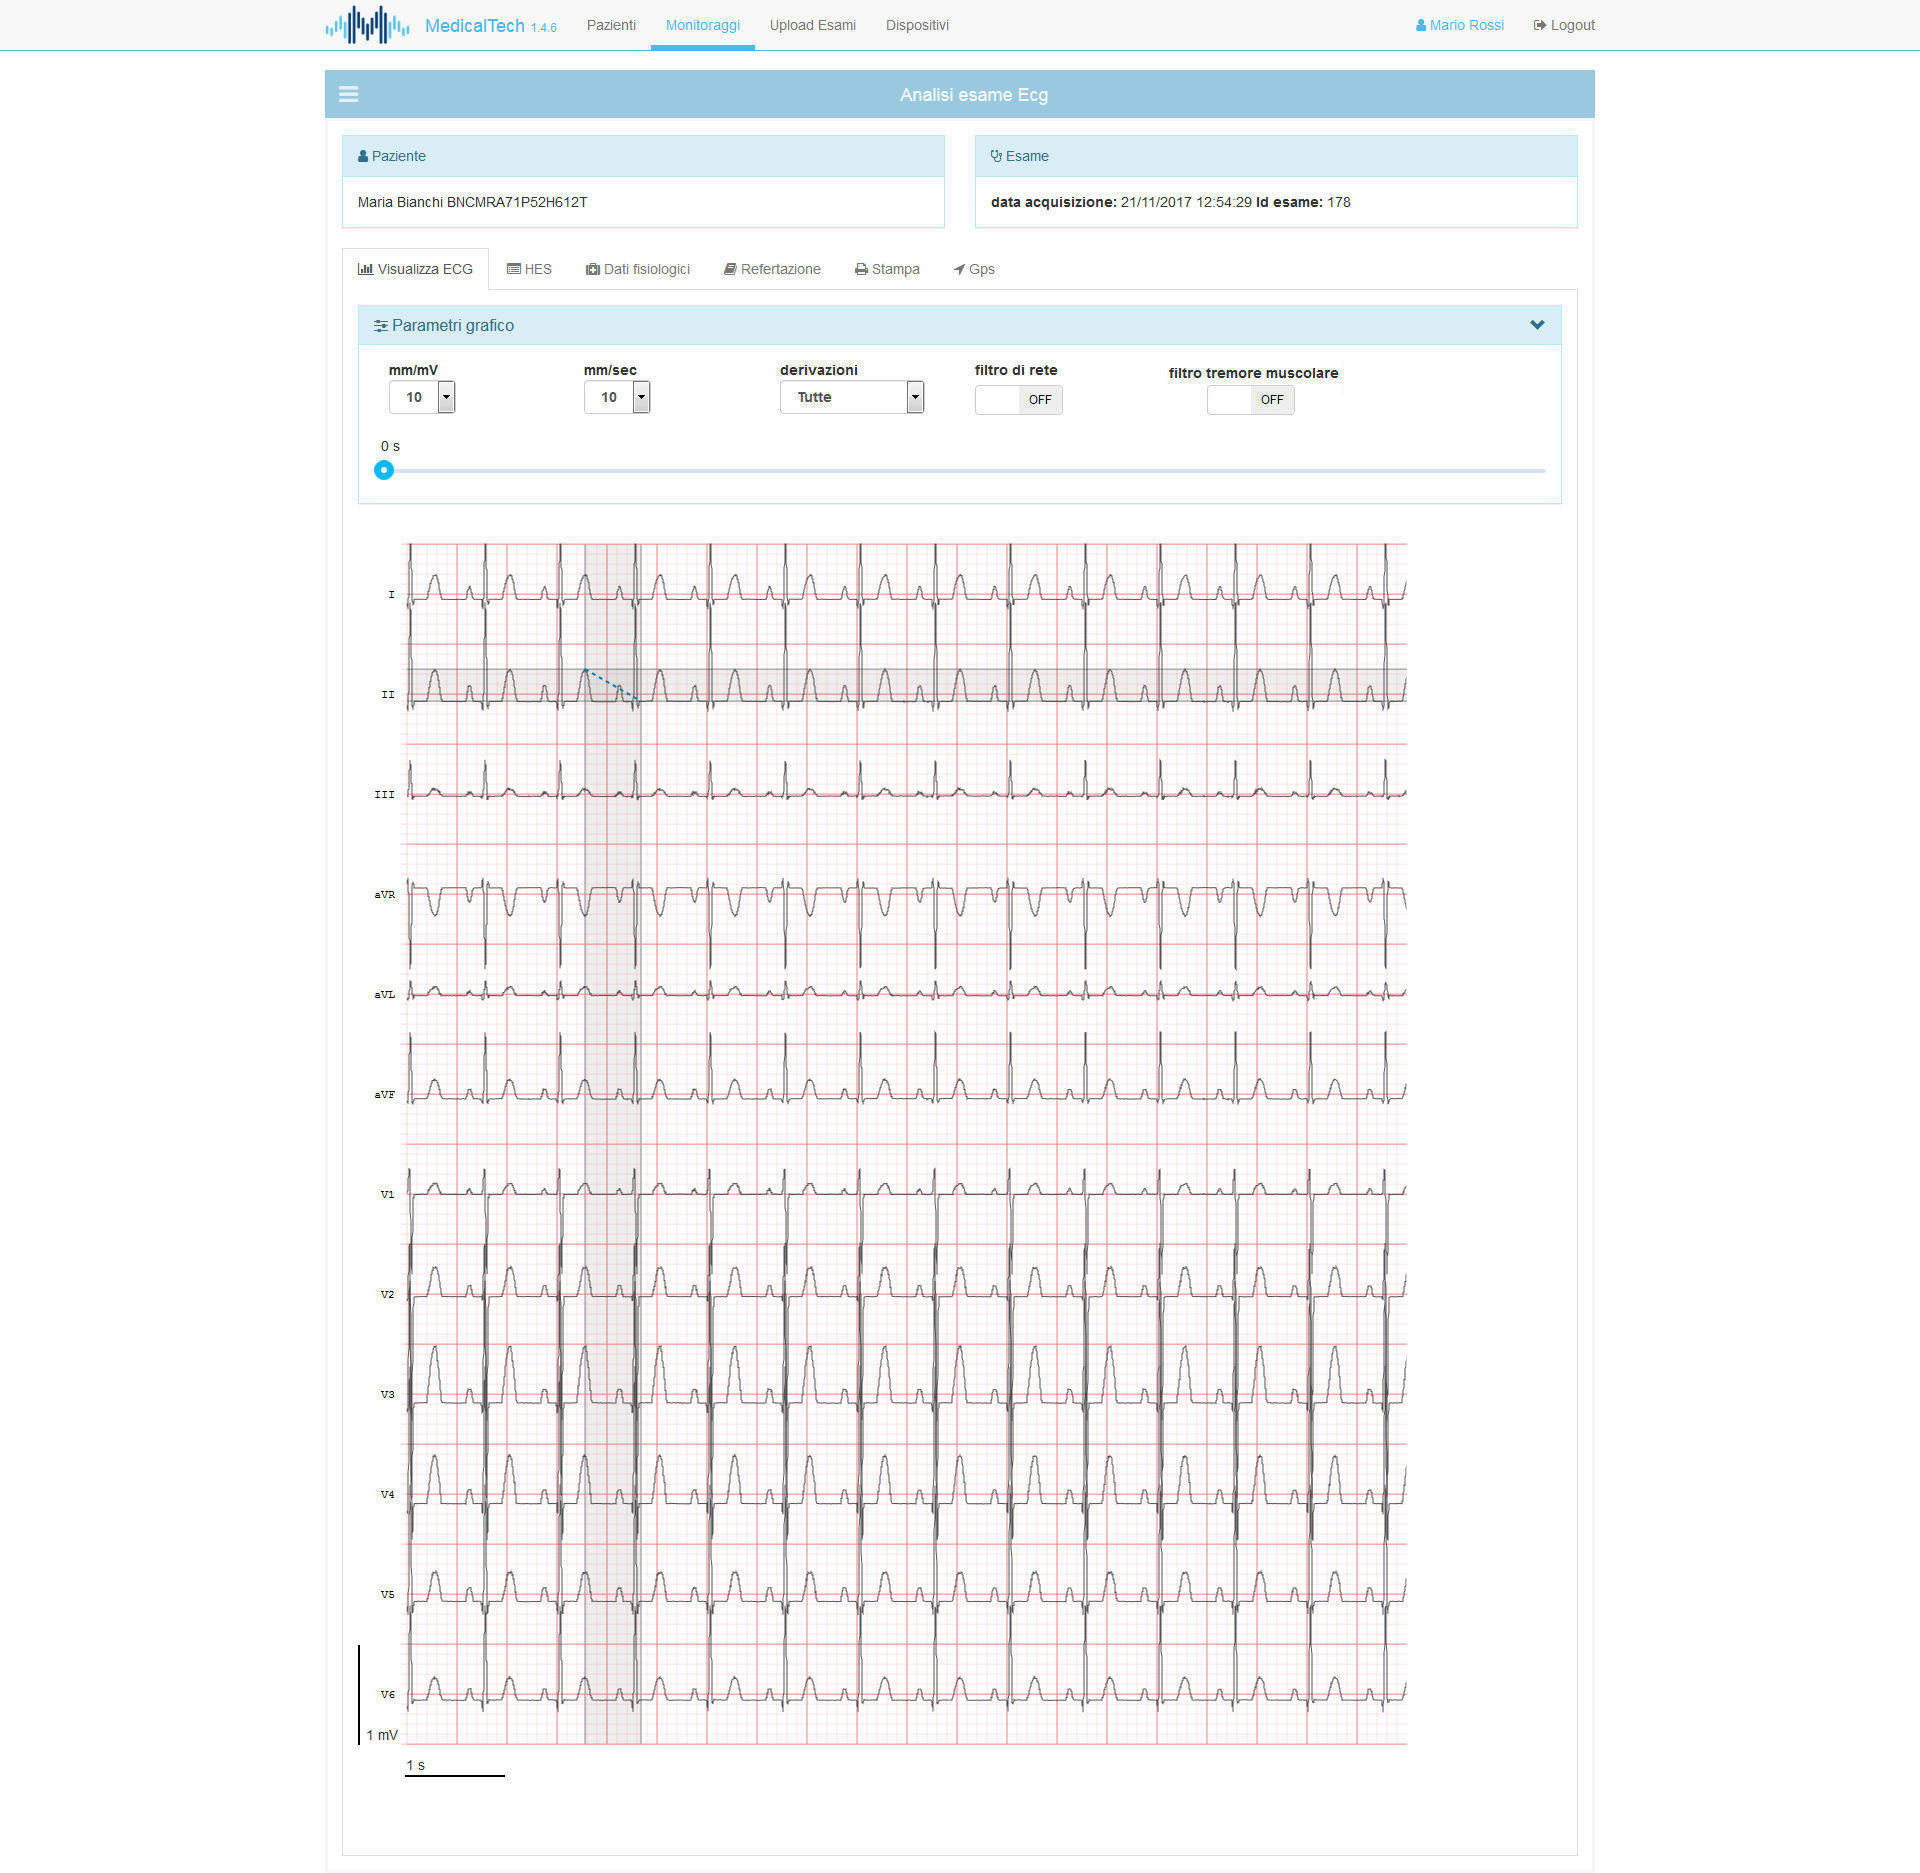 MedicalTech 1.4.6 Pazienti Monitoraggi Upload Esami Dispositivi Mario Rossi Logout
Analisi esame Ecg
Paziente
Maria Bianchi BNCMRA71P52H612T
Esame
data acquisizione: 21/11/2017 12:54:29 Id esame: 178
Visualizza ECG HES Dati fisiologici Refertazione Stampa Gps
Parametri grafico
mm/mV mm/sec derivazioni filtro di rete filtro tremore muscolare
10 10 Tutte OFF OFF
0 s
I
II
III
aVR
aVL
aVF
V1
V2
V3
V4
V5
V6
1 mV
1 s